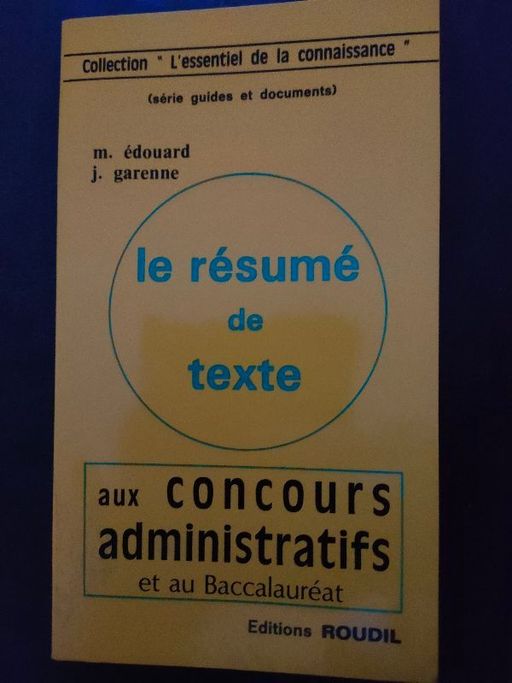 Collection " L'essentiel de la connaissance "
(série guides et documents)
m. édouard
j. garenne
le résumé
de
texte
aux concours
administratifs
et au Baccalauréat
Editions ROUDIL